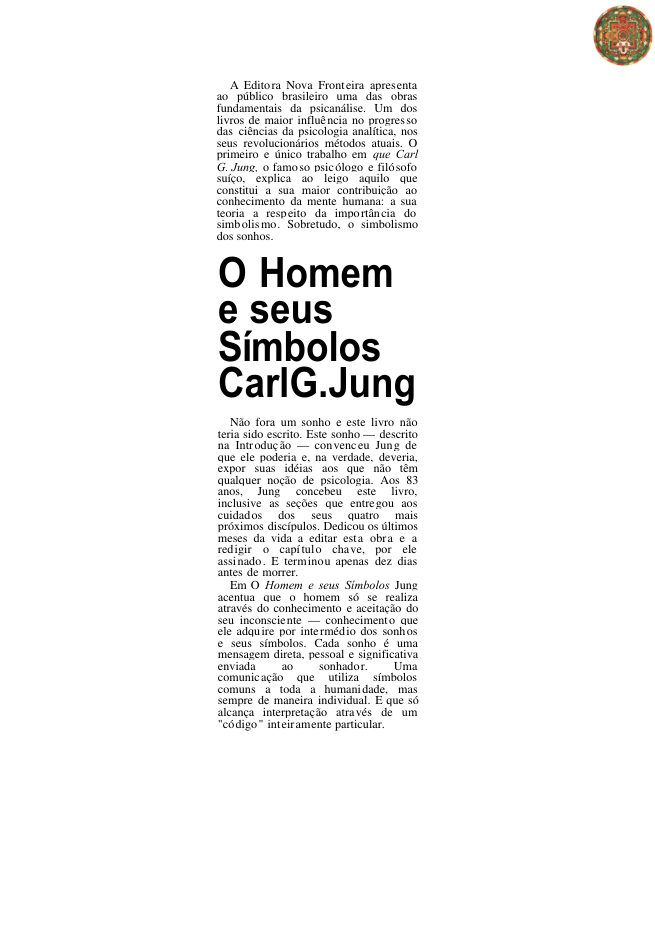 A Editora Nova Fronteira apresenta
ao público brasileiro uma das obras
fundamentais da psicanálise. Um dos
livros de maior influência no progresso
das ciências da psicologia analítica, nos
seus revolucionários métodos atuais. O
primeiro e único trabalho em que Carl
G. Jung, o famoso psicólogo e filósofo
suíço, explica ao leigo aquilo que
constitui a sua maior contribuição ao
conhecimento da mente humana: a sua
teoria a respeito da importância do
simbolismo. Sobretudo, o simbolismo
dos sonhos.
O Homem
e seus
Símbolos
CarlG.Jung
Não fora um sonho e este livro não
teria sido escrito. Este sonho — descrito
na Introdução — convenceu Jung de
que ele poderia e, na verdade, deveria,
expor suas idéias aos que não têm
qualquer noção de psicologia. Aos 83
anos, Jung concebeu este livro,
inclusive as seções que entregou aos
cuidados dos seus quatro mais
próximos discípulos. Dedicou os últimos
meses da vida a editar esta obra e a
redigir o capítulo chave, por ele
assinado. E terminou apenas dez dias
antes de morrer.
Em O Homem e seus Símbolos Jung
acentua que o homem só se realiza
através do conhecimento e aceitação do
seu inconsciente — conhecimento que
ele adquire por intermédio dos sonhos
e seus símbolos. Cada sonho é uma
mensagem direta, pessoal e significativa
enviada ao sonhador. Uma
comunicação que utiliza símbolos
comuns a toda a humanidade, mas
sempre de maneira individual. E que só
alcança interpretação através de um
"código" inteiramente particular.